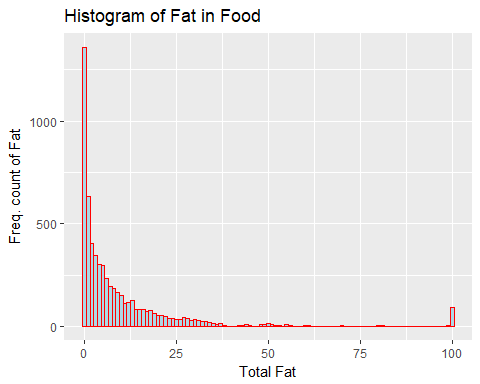 Histogram of Fat in Food
Freq. count of Fat
1000
500
0
0 25 50 75 100
Total Fat